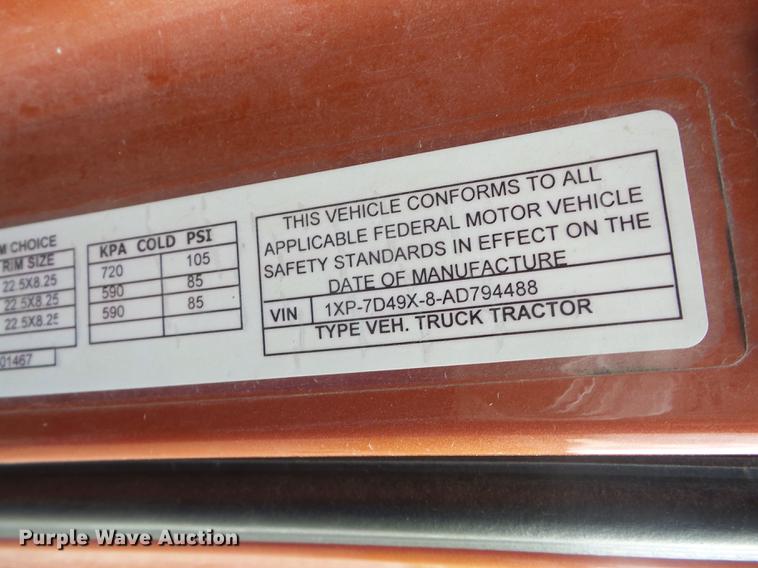 M CHOICE
RIM SIZE
22 5X8.25
22 5X8.25
22 5X8.25
01467
KPA COLD PSI
720 105
590 85
590 85
THIS VEHICLE CONFORMS TO ALL
APPLICABLE FEDERAL MOTOR VEHICLE
SAFETY STANDARDS IN EFFECT ON THE
DATE OF MANUFACTURE
VIN 1XP-7D49X-8-AD794488
TYPE VEH. TRUCK TRACTOR
Purple Wave Auction